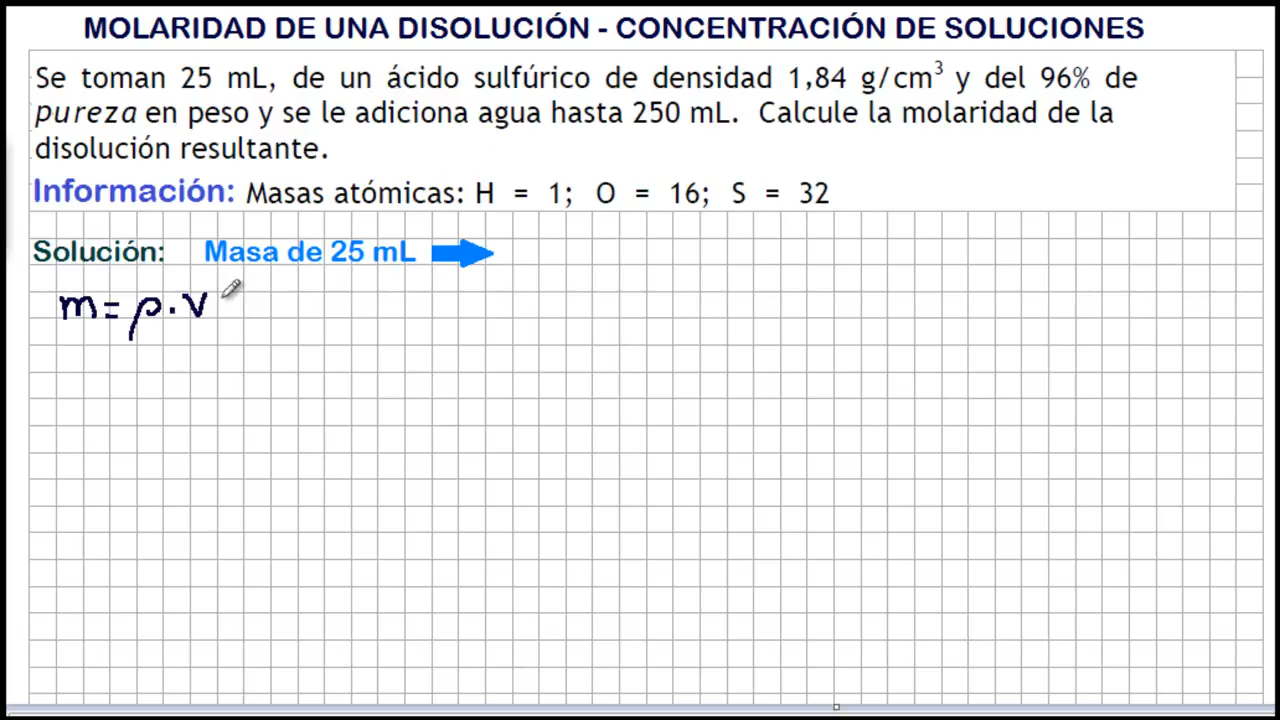 MOLARIDAD DE UNA DISOLUCIÓN - CONCENTRACIÓN DE SOLUCIONES
Se toman 25 mL, de un ácido sulfúrico de densidad 1,84 g/cm³ y del 96% de
pureza en peso y se le adiciona agua hasta 250 mL. Calcule la molaridad de la
disolución resultante.
Información: Masas atómicas: H = 1; O = 16; S = 32
Solución: Masa de 25 mL
m = ρ · V